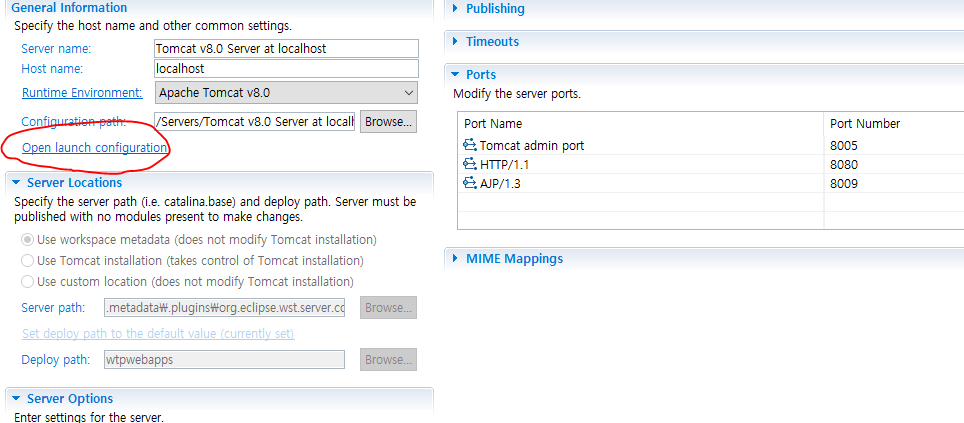 General Information
Specify the host name and other common settings.
Server name: Tomcat v8.0 Server at localhost
Host name: localhost
Runtime Environment: Apache Tomcat v8.0
Configuration path: /Servers/Tomcat v8.0 Server at localh Browse...
Open launch configuration
Server Locations
Specify the server path (i.e. catalina.base) and deploy path. Server must be
published with no modules present to make changes.
Use workspace metadata (does not modify Tomcat installation)
Use Tomcat installation (takes control of Tomcat installation)
Use custom location (does not modify Tomcat installation)
Server path: .metadata₩.plugins₩org.eclipse.wst.server.cc Browse...
Set deploy path to the default value (currently set)
Deploy path: wtpwebapps Browse...
Server Options
Enter settings for the server.
Publishing
Timeouts
Ports
Modify the server ports.
Port Name Port Number
Tomcat admin port 8005
HTTP/1.1 8080
AJP/1.3 8009
MIME Mappings